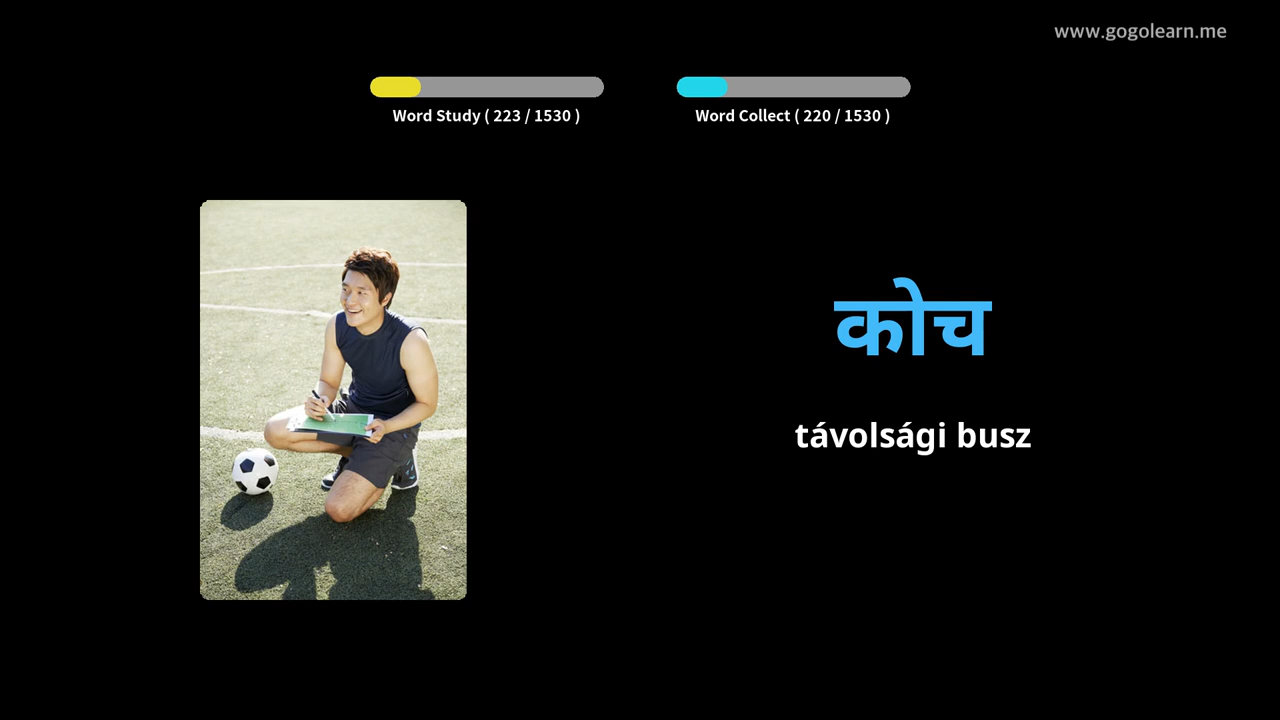 www.gogolearn.me
Word Study ( 223 / 1530 )
Word Collect ( 220 / 1530 )
कोच
távolsági busz